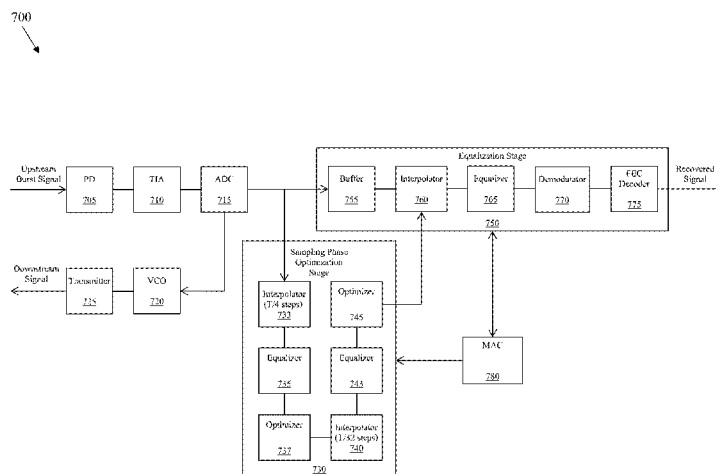 700
Upstream
Burst Signal
PD
705
TIA
710
ADC
715
Equalization Stage
Buffer
755
Interpolator
760
Equalizer
765
Demodulator
770
FEC
Decoder
775
750
Recovered
Signal
Downstream
Signal
Transmitter
725
VCO
720
Sampling Phase
Optimization
Stage
Interpolator
(T/4 steps)
733
Optimizer
745
Equalizer
735
Equalizer
743
Optimizer
737
Interpolator
(T/32 steps)
740
730
MAC
780